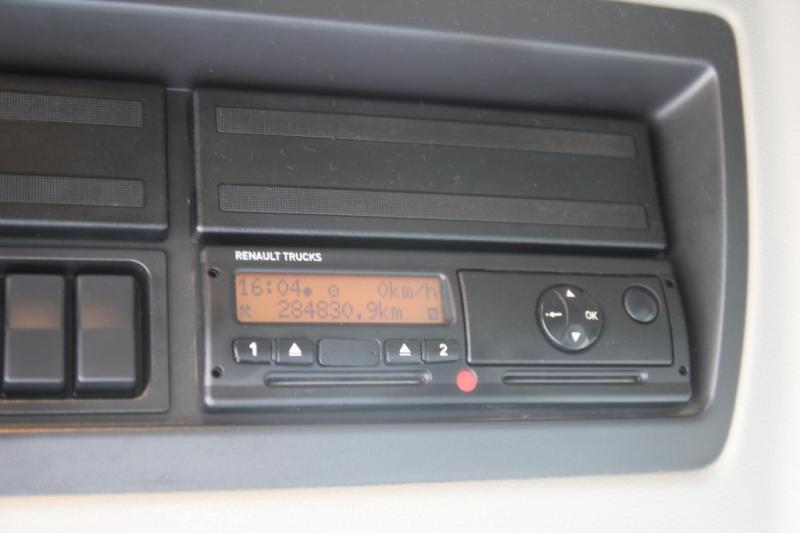 RENAULT TRUCKS
16:04 0km/h
284830.9km
1 2
OK